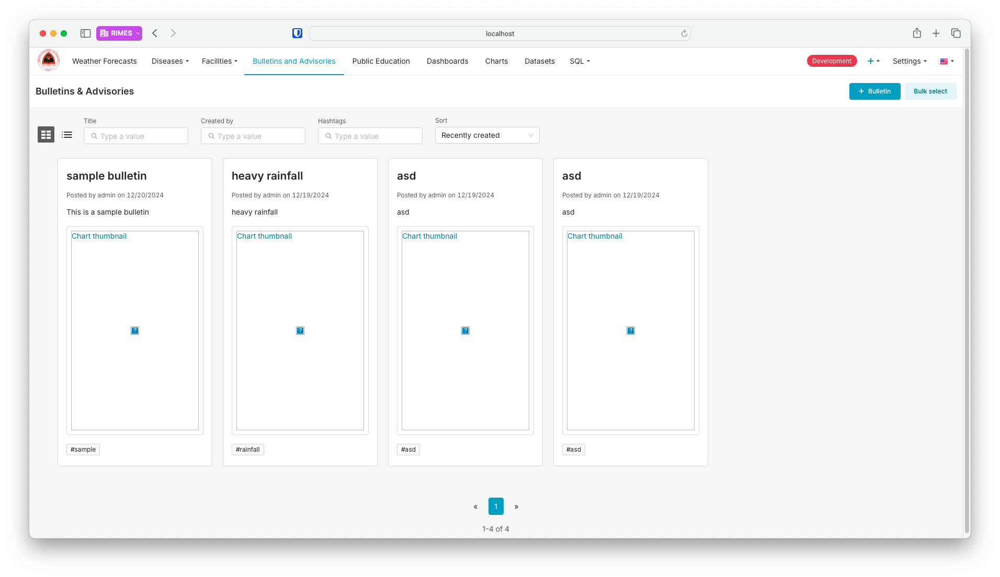 RIMES
localhost
Weather Forecasts Diseases Facilities Bulletins and Advisories Public Education Dashboards Charts Datasets SQL Development + Settings
Bulletins & Advisories
+ Bulletin Bulk select
Title Created by Hashtags Sort
Type a value Type a value Type a value Recently created
sample bulletin
Posted by admin on 12/20/2024
This is a sample bulletin
Chart thumbnail
?
#sample
heavy rainfall
Posted by admin on 12/19/2024
heavy rainfall
Chart thumbnail
?
#rainfall
asd
Posted by admin on 12/19/2024
asd
Chart thumbnail
?
#asd
asd
Posted by admin on 12/19/2024
asd
Chart thumbnail
?
#asd
« 1 »
1-4 of 4